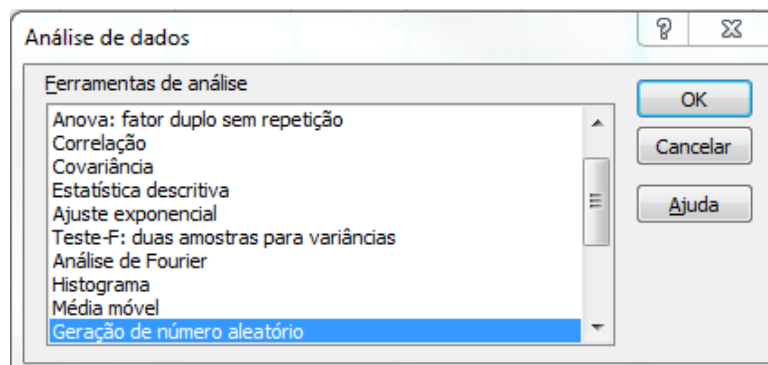 Análise de dados
Ferramentas de análise
Anova: fator duplo sem repetição
Correlação
Covariância
Estatística descritiva
Ajuste exponencial
Teste-F: duas amostras para variâncias
Análise de Fourier
Histograma
Média móvel
Geração de número aleatório
OK
Cancelar
Ajuda